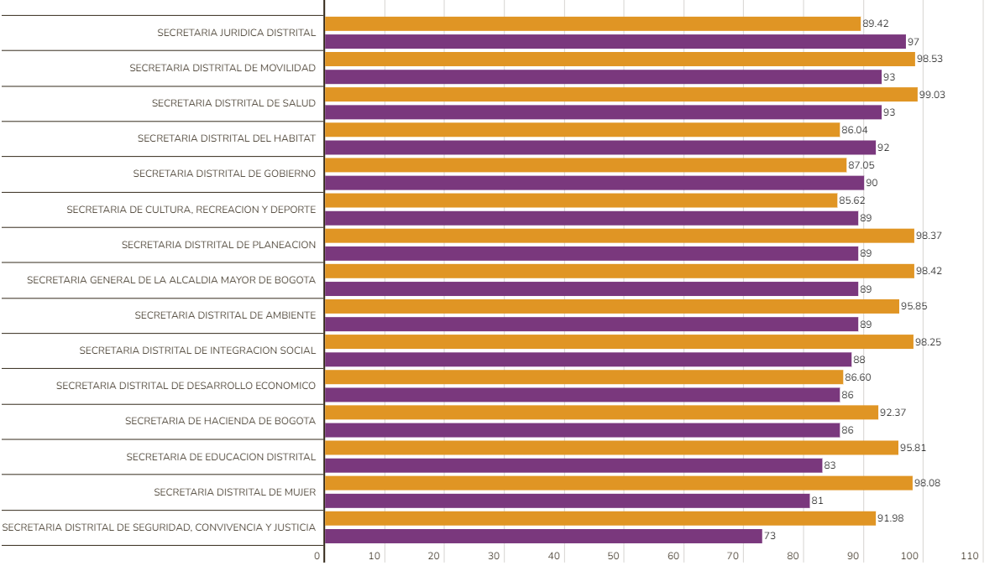 SECRETARIA JURIDICA DISTRITAL
89.42
97
SECRETARIA DISTRITAL DE MOVILIDAD
98.53
93
SECRETARIA DISTRITAL DE SALUD
99.03
93
SECRETARIA DISTRITAL DEL HABITAT
86.04
92
SECRETARIA DISTRITAL DE GOBIERNO
87.05
90
SECRETARIA DE CULTURA, RECREACION Y DEPORTE
85.62
89
SECRETARIA DISTRITAL DE PLANEACION
98.37
89
SECRETARIA GENERAL DE LA ALCALDIA MAYOR DE BOGOTA
98.42
89
SECRETARIA DISTRITAL DE AMBIENTE
95.85
89
SECRETARIA DISTRITAL DE INTEGRACION SOCIAL
98.25
88
SECRETARIA DISTRITAL DE DESARROLLO ECONOMICO
86.60
86
SECRETARIA DE HACIENDA DE BOGOTA
92.37
86
SECRETARIA DE EDUCACION DISTRITAL
95.81
83
SECRETARIA DISTRITAL DE MUJER
98.08
81
SECRETARIA DISTRITAL DE SEGURIDAD, CONVIVENCIA Y JUSTICIA
91.98
73
0 10 20 30 40 50 60 70 80 90 100 110